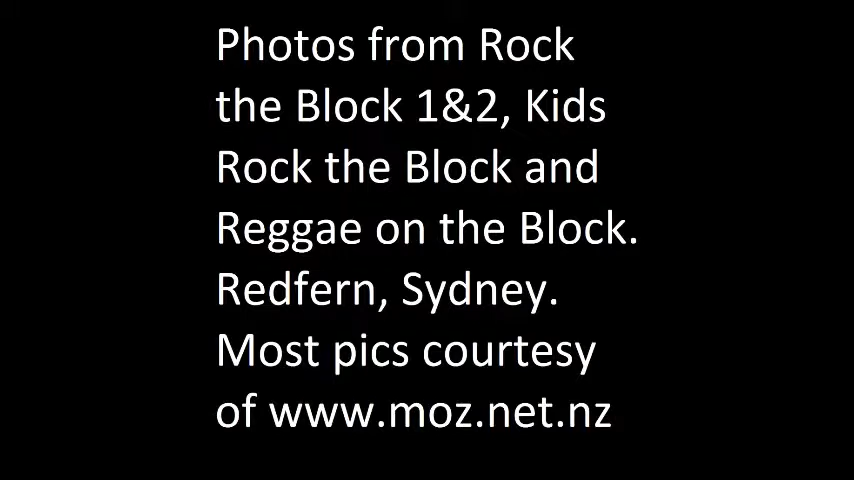 Photos from Rock
the Block 1&2, Kids
Rock the Block and
Reggae on the Block.
Redfern, Sydney.
Most pics courtesy
of www.moz.net.nz